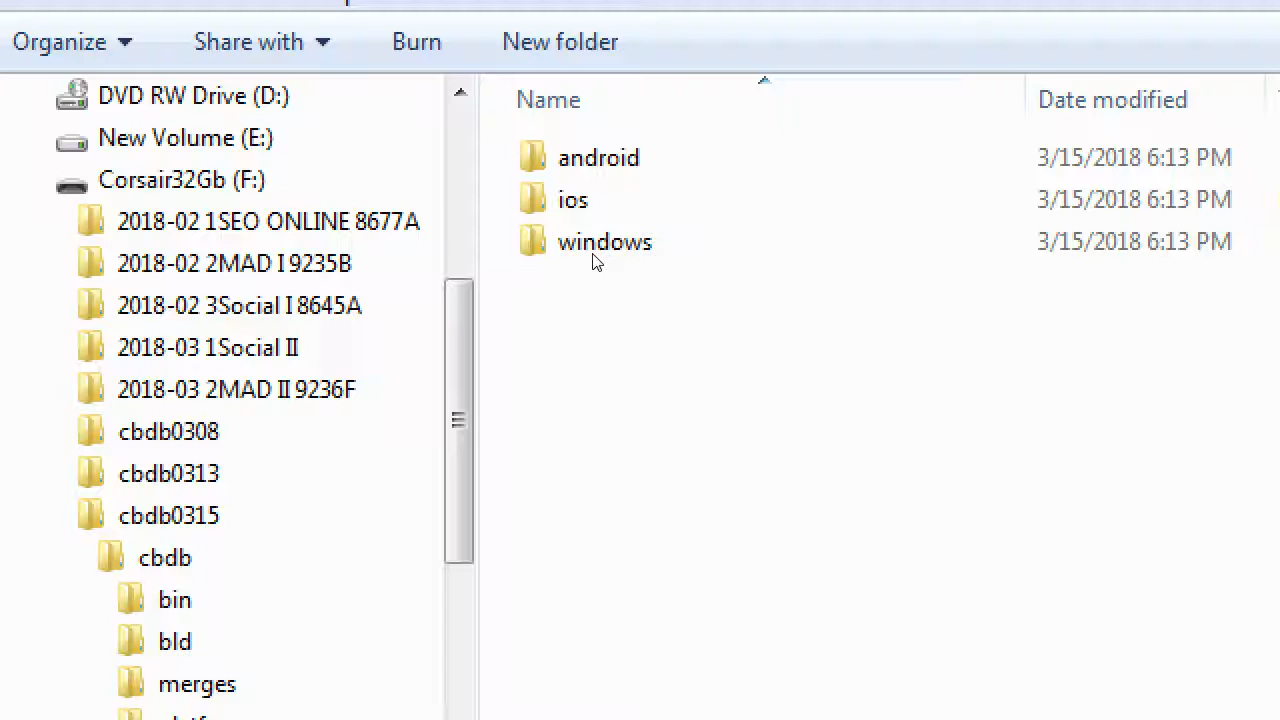 Organize Share with Burn New folder
DVD RW Drive (D:)
New Volume (E:)
Corsair32Gb (F:)
2018-02 1SEO ONLINE 8677A
2018-02 2MAD I 9235B
2018-02 3Social I 8645A
2018-03 1Social II
2018-03 2MAD II 9236F
cbdb0308
cbdb0313
cbdb0315
cbdb
bin
bld
merges
Name Date modified
android 3/15/2018 6:13 PM
ios 3/15/2018 6:13 PM
windows 3/15/2018 6:13 PM